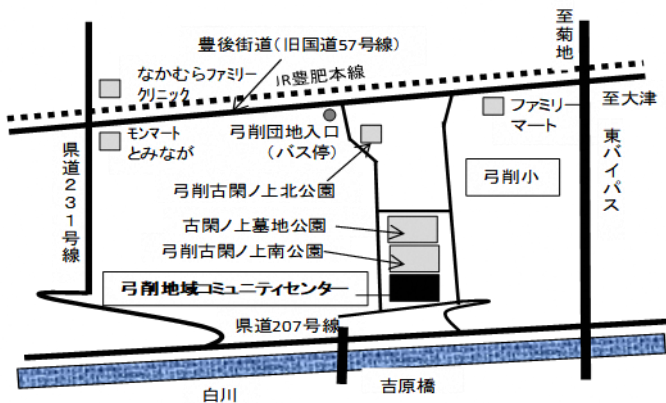 至菊地
豊後街道（旧国道57号線）
JR豊肥本線
なかむらファミリー
クリニック
至大津
ファミリー
マート
モンマート
とみなが
弓削団地入口
（バス停）
県道231号線
東バイパス
弓削小
弓削古閑ノ上北公園
古閑ノ上墓地公園
弓削古閑ノ上南公園
弓削地域コミュニティセンター
県道207号線
白川
吉原橋